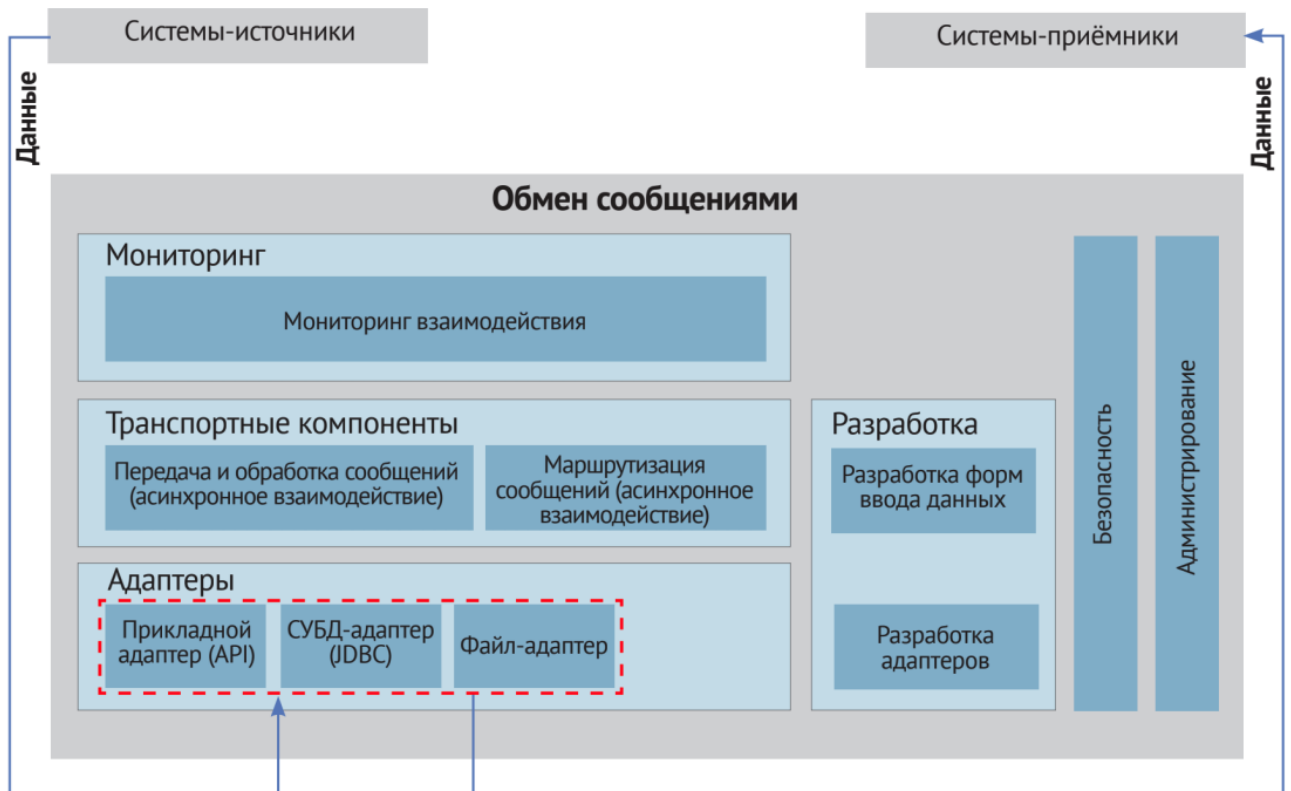 Системы-источники
Системы-приёмники
Данные
Данные
Обмен сообщениями
Мониторинг
Мониторинг взаимодействия
Транспортные компоненты
Передача и обработка сообщений
(асинхронное взаимодействие)
Маршрутизация
сообщений (асинхронное
взаимодействие)
Адаптеры
Прикладной
адаптер (API)
СУБД-адаптер
(JDBC)
Файл-адаптер
Разработка
Разработка форм
ввода данных
Разработка
адаптеров
Безопасность
Администрирование